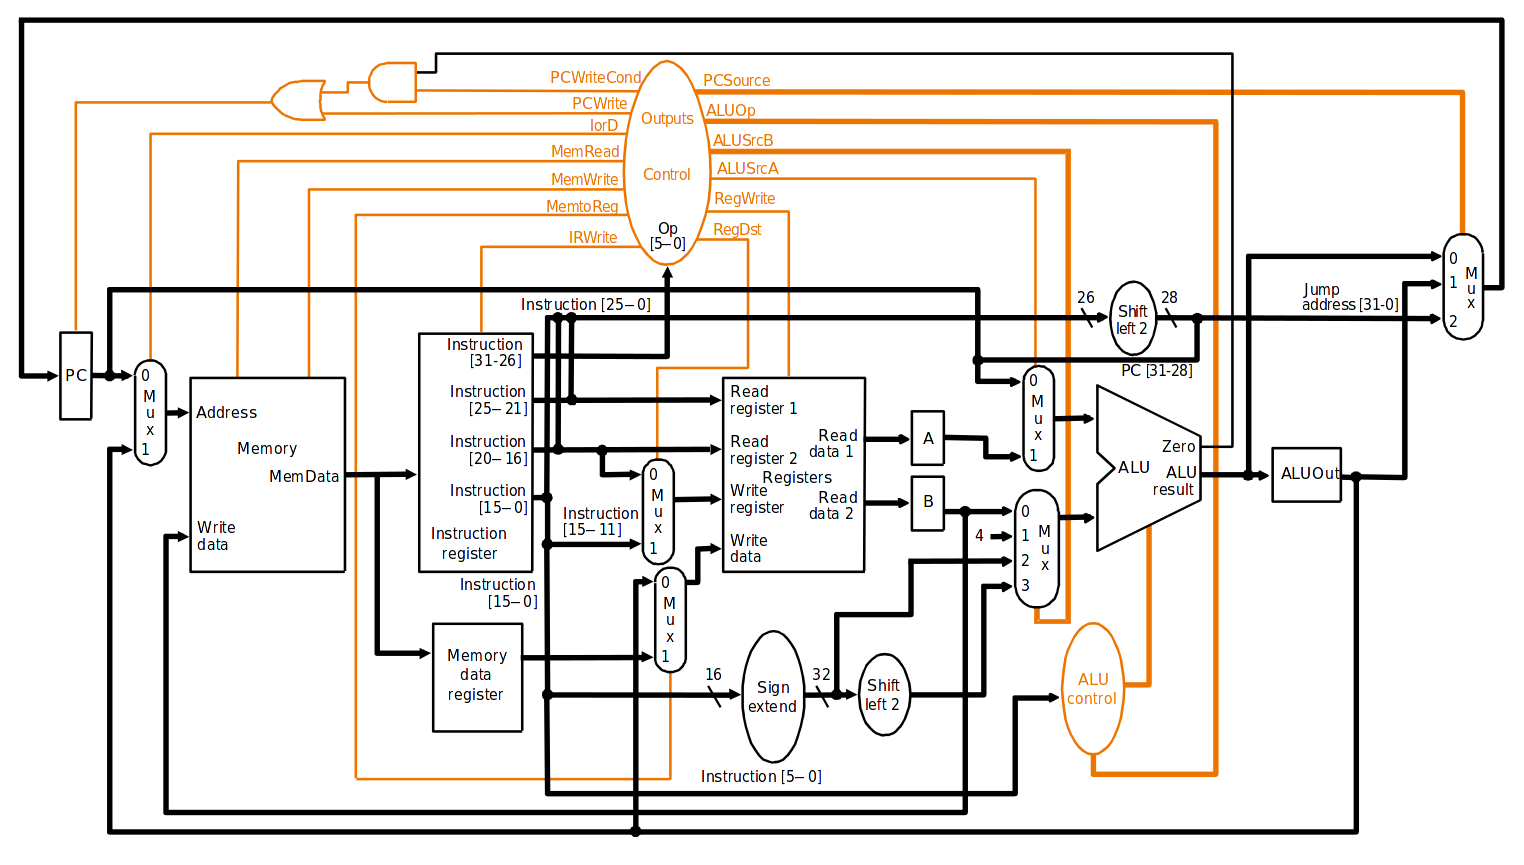 PCWriteCond
PCSource
PCWrite
ALUOp
IorD
Outputs
ALUSrcB
MemRead
Control
ALUSrcA
MemWrite
RegWrite
MemtoReg
Op
[5–0]
RegDst
IRWrite
Instruction [25–0]
26
Shift
left 2
28
Jump
address [31-0]
0
1
2
M
u
x
PC [31-28]
PC
0
M
u
x
1
Address
Memory
MemData
Write
data
Instruction
[31-26]
Instruction
[25–21]
Instruction
[20–16]
Instruction
[15–0]
Instruction
register
Instruction
[15–11]
0
M
u
x
1
Read
register 1
Read
register 2
Write
register
Write
data
Registers
Read
data 1
Read
data 2
A
B
0
M
u
x
1
4
0
1
2
3
M
u
x
Zero
ALU
ALU
result
ALUOut
Instruction
[15–0]
0
M
u
x
1
Memory
data
register
16
Sign
extend
32
Shift
left 2
ALU
control
Instruction [5–0]